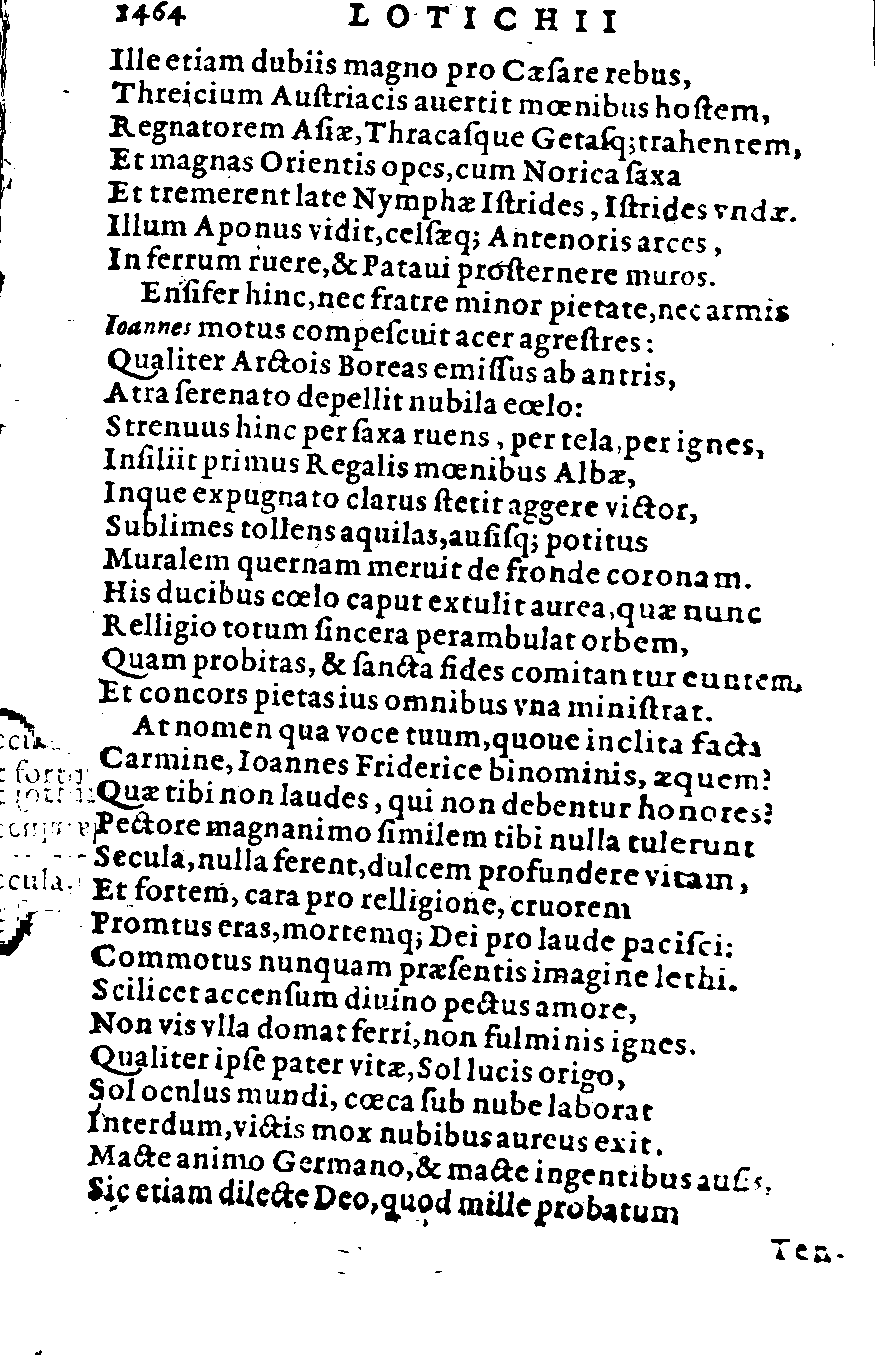 1464 LOTICHII
Ille etiam dubiis magno pro Cæſare rebus,
Threicium Auſtriacis auertit mœnibus hoſtem,
Regnatorem Aſiæ, Thracaſque Getaſq; trahentem,
Et magnas Orientis opes, cum Norica ſaxa
Et tremerent late Nymphæ Iſtrides, Iſtrides vndæ.
Illum Aponus vidit, celſæq; Antenoris arces,
In ferrum ruere, & Pataui proſternere muros.
Enſifer hinc, nec fratre minor pietate, nec armis
Ioannes motus compeſcuit acer agreſtres:
Qualiter Arctois Boreas emiſſus ab antris,
Atra ſerenato depellit nubila eœlo:
Strenuus hinc per ſaxa ruens, per tela, per ignes,
Inſiliit primus Regalis mœnibus Albæ,
Inque expugnato clarus ſtetit aggere victor,
Sublimes tollens aquilas, auſiſq; potitus
Muralem quernam meruit de fronde coronam.
His ducibus cœlo caput extulit aurea, quæ nunc
Relligio totum ſincera perambulat orbem,
Quam probitas, & ſancta fides comitantur euntem.
Et concors pietas ius omnibus vna miniſtrat.
At nomen qua voce tuum, quoue inclita facta
Carmine, Ioannes Friderice binominis, æquem?
Quæ tibi non laudes, qui non debentur honores?
Pectore magnanimo ſimilem tibi nulla tulerunt
Secula, nulla ferent, dulcem profundere vitam,
Et fortem, cara pro relligione, cruorem
Promtus eras, mortemq; Dei pro laude paciſci:
Commotus nunquam præſentis imagine lethi.
Scilicet accenſum diuino pectus amore,
Non vis vlla domat ferri, non fulminis ignes.
Qualiter ipſe pater vitæ, Sol lucis origo,
Sol ocnlus mundi, cœca ſub nube laborat
Interdum, victis mox nubibus aureus exit.
Macte animo Germano, & macte ingentibus auſis,
Sic etiam dilecte Deo, quod mille probatum
Ten-